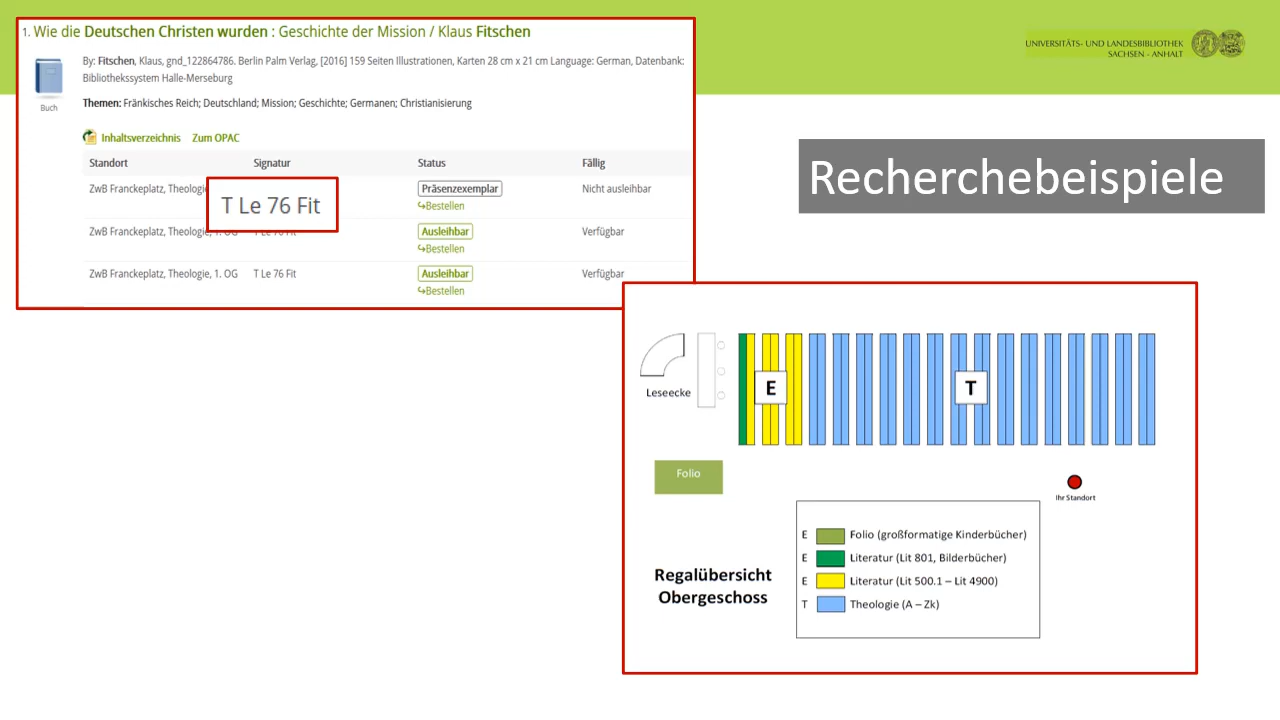 1. Wie die Deutschen Christen wurden : Geschichte der Mission / Klaus Fitschen
By: Fitschen, Klaus, gnd_122864786. Berlin Palm Verlag, [2016] 159 Seiten Illustrationen, Karten 28 cm x 21 cm Language: German, Datenbank:
Bibliothekssystem Halle-Merseburg
Buch
Themen: Fränkisches Reich; Deutschland; Mission; Geschichte; Germanen; Christianisierung
Inhaltsverzeichnis Zum OPAC
Standort Signatur Status Fällig
ZwB Franckeplatz, Theologie Präsenzexemplar Nicht ausleihbar
Bestellen
T Le 76 Fit
ZwB Franckeplatz, Theologie, 1. OG T Le 76 Fit Ausleihbar Verfügbar
Bestellen
ZwB Franckeplatz, Theologie, 1. OG T Le 76 Fit Ausleihbar Verfügbar
Bestellen
UNIVERSITÄTS- UND LANDESBIBLIOTHEK
SACHSEN - ANHALT
Recherchebeispiele
Leseecke
E
T
Folio
Ihr Standort
Regalübersicht
Obergeschoss
E Folio (großformatige Kinderbücher)
E Literatur (Lit 801, Bilderbücher)
E Literatur (Lit 500.1 – Lit 4900)
T Theologie (A – Zk)